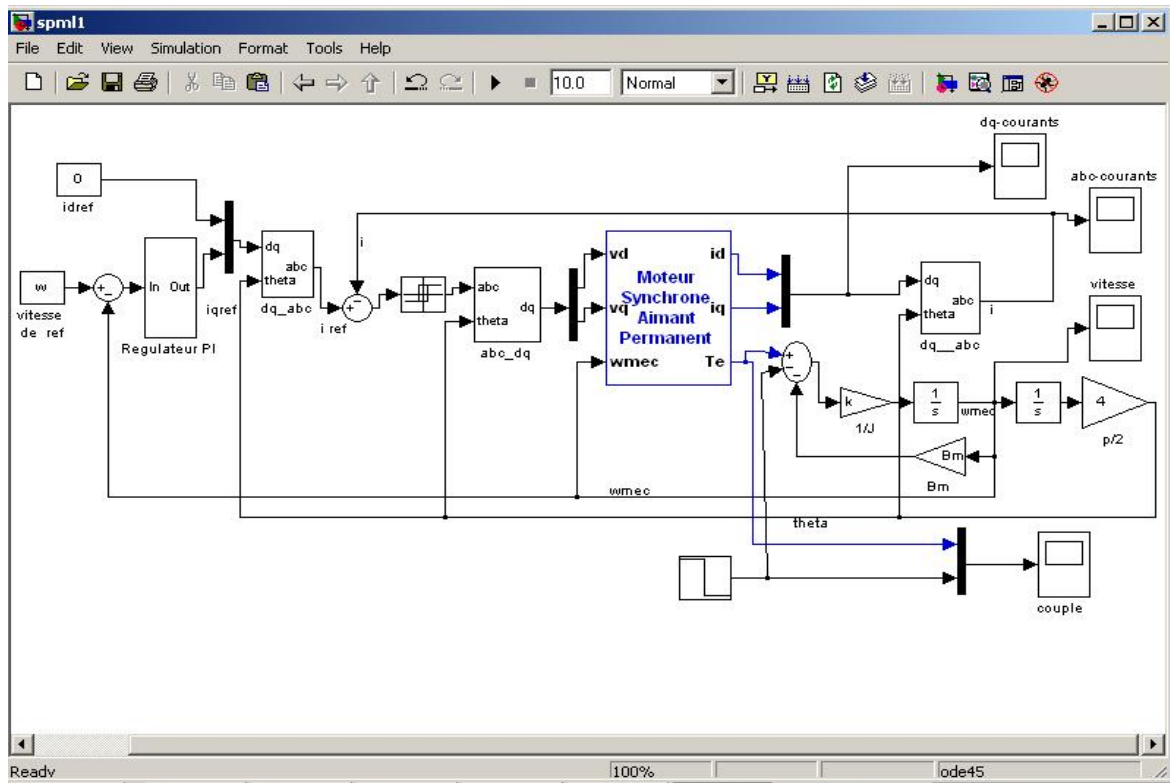 spml1
File Edit View Simulation Format Tools Help
10.0 Normal
dq-courants
0
idref
abc-courants
i
dq
abc
theta
dq_abc
In Out
iqref
Regulateur PI
w
vitesse
de ref
i ref
abc
dq
theta
abc_dq
vd id
Moteur
Synchrone
Aimant
Permanent
vq iq
wmec Te
dq
abc
theta
i
dq__abc
vitesse
k
1/J
1
s
wmec
1
s
4
p/2
Bm
Bm
wmec
theta
couple
Ready 100% ode45